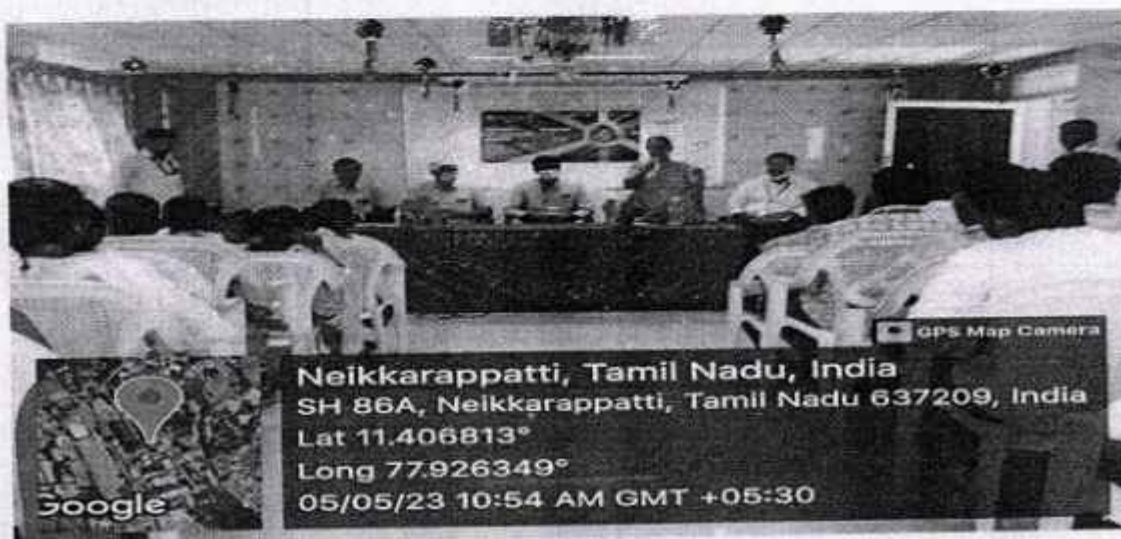 GPS Map Camera
Neikkarappatti, Tamil Nadu, India
SH 86A, Neikkarappatti, Tamil Nadu 637209, India
Lat 11.406813°
Long 77.926349°
05/05/23 10:54 AM GMT +05:30
Google